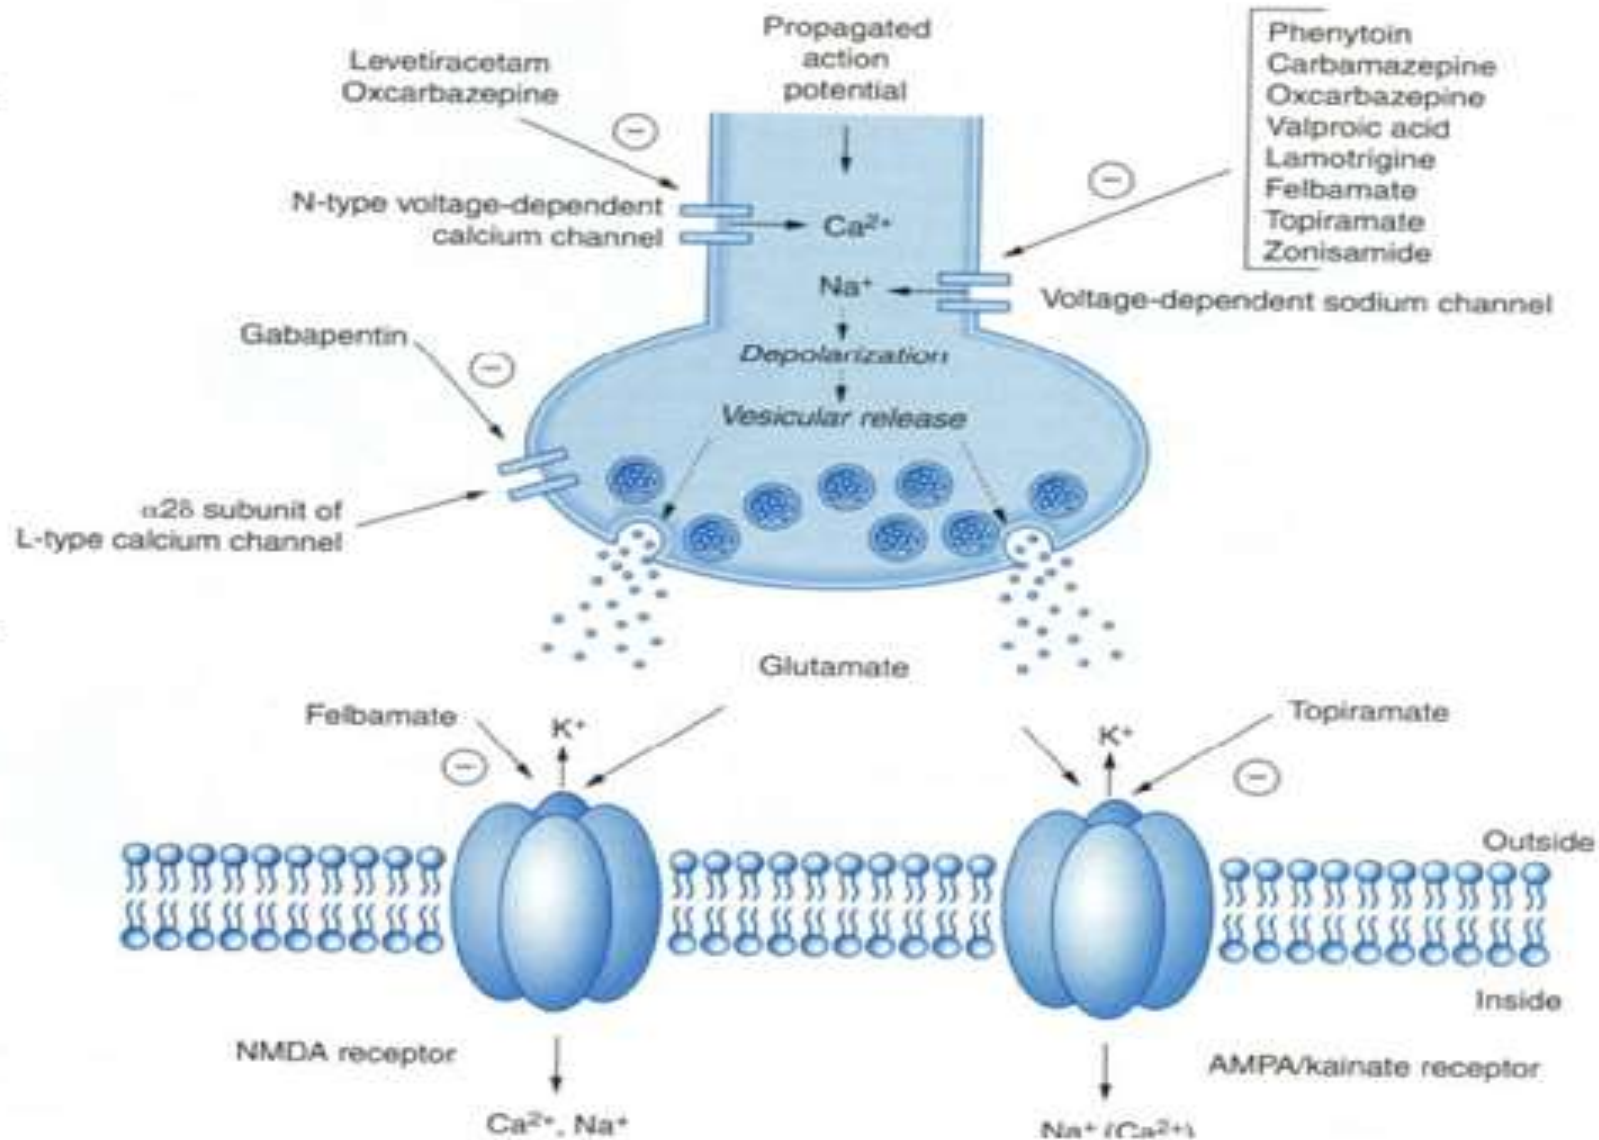 Propagated
action
potential
Levetiracetam
Oxcarbazepine
Phenytoin
Carbamazepine
Oxcarbazepine
Valproic acid
Lamotrigine
Felbamate
Topiramate
Zonisamide
−
−
N-type voltage-dependent
calcium channel
Ca²⁺
Na⁺
Voltage-dependent sodium channel
Gabapentin
−
Depolarization
Vesicular release
α2δ subunit of
L-type calcium channel
Glutamate
Felbamate
K⁺
−
Topiramate
K⁺
−
Outside
Inside
NMDA receptor
AMPA/kainate receptor
Ca²⁺, Na⁺
Na⁺ (Ca²⁺)